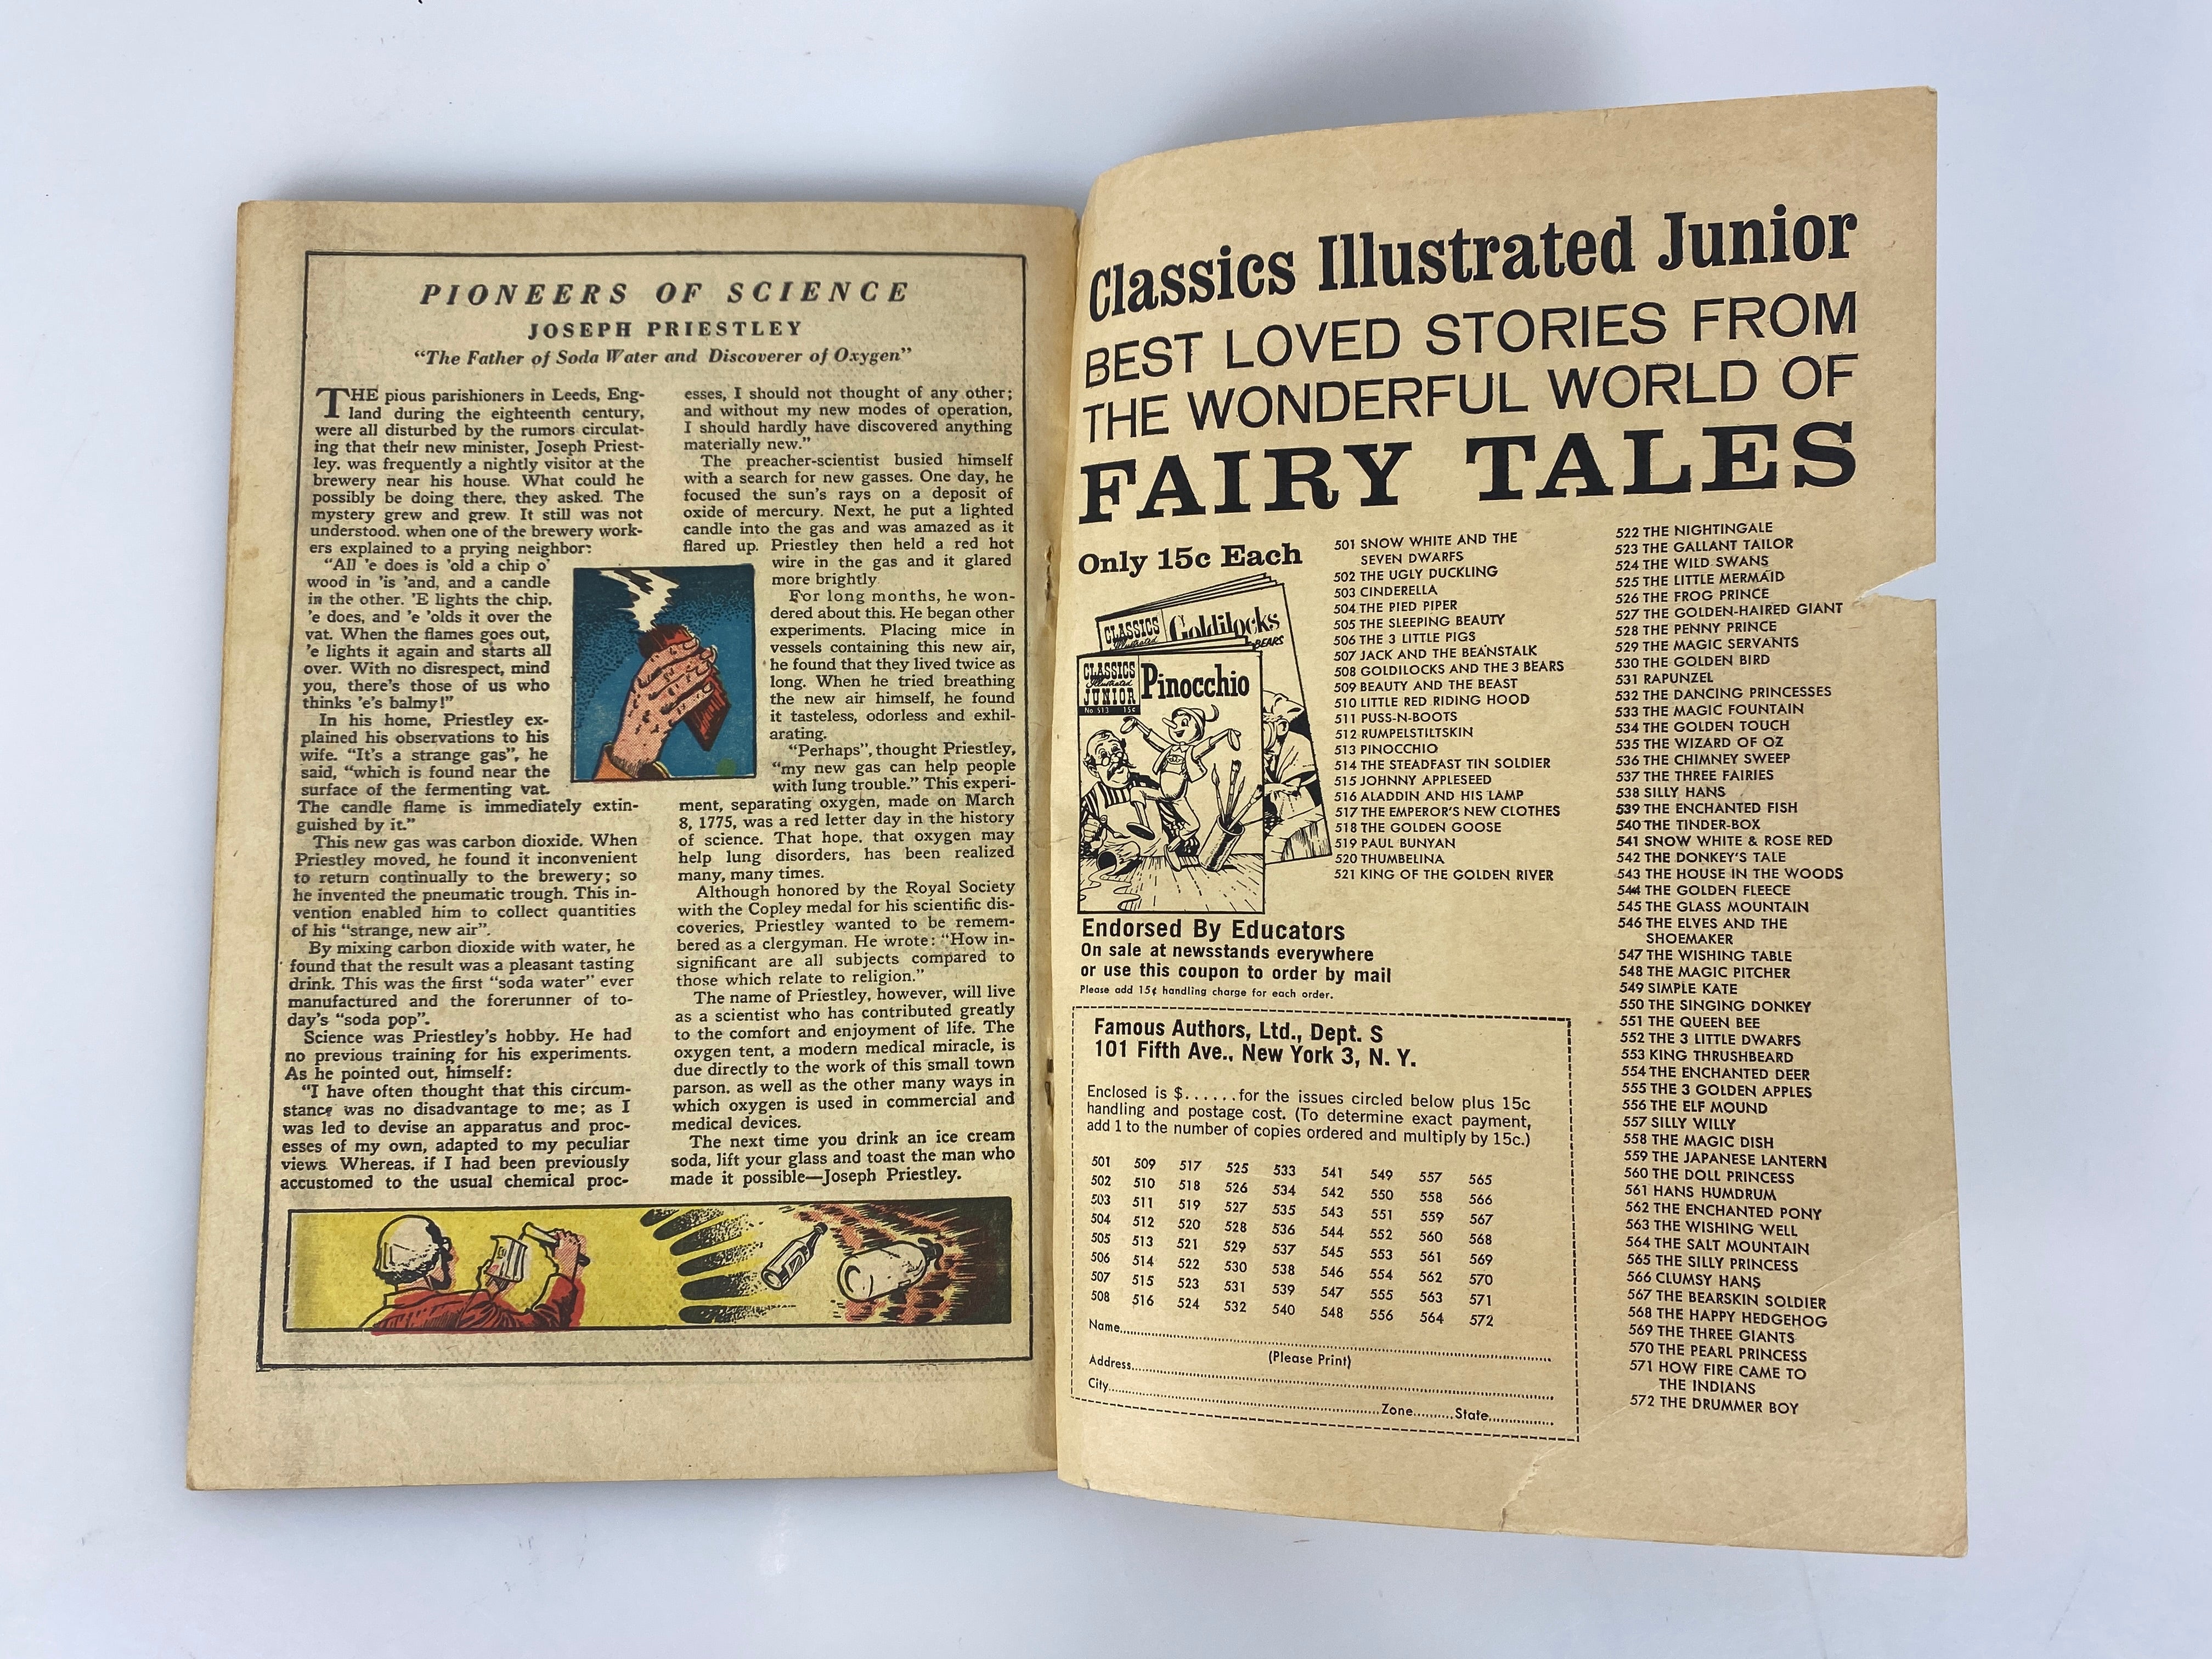 PIONEERS OF SCIENCE
JOSEPH PRIESTLEY
"The Father of Soda Water and Discoverer of Oxygen"
THE pious parishioners in Leeds, Eng-
land during the eighteenth century,
were all disturbed by the rumors circulat-
ing that their new minister, Joseph Priest-
ley, was frequently a nightly visitor at the
brewery near his house. What could he
possibly be doing there, they asked. The
mystery grew and grew. It still was not
understood, when one of the brewery work-
ers explained to a prying neighbor:
"All 'e does is 'old a chip o'
wood in 'is 'and, and a candle
in the other. 'E lights the chip,
'e does, and 'e 'olds it over the
vat. When the flames goes out,
'e lights it again and starts all
over. With no disrespect, mind
you, there's those of us who
thinks 'e's balmy!"
In his home, Priestley ex-
plained his observations to his
wife. "It's a strange gas", he
said, "which is found near the
surface of the fermenting vat.
The candle flame is immediately extin-
guished by it."
This new gas was carbon dioxide. When
Priestley moved, he found it inconvenient
to return continually to the brewery; so
he invented the pneumatic trough. This in-
vention enabled him to collect quantities
of his "strange, new air".
By mixing carbon dioxide with water, he
found that the result was a pleasant tasting
drink. This was the first "soda water" ever
manufactured and the forerunner of to-
day's "soda pop".
Science was Priestley's hobby. He had
no previous training for his experiments.
As he pointed out, himself:
"I have often thought that this circum-
stance was no disadvantage to me; as I
was led to devise an apparatus and proc-
esses of my own, adapted to my peculiar
views. Whereas, if I had been previously
accustomed to the usual chemical proc-
esses, I should not thought of any other;
and without my new modes of operation,
I should hardly have discovered anything
materially new."
The preacher-scientist busied himself
with a search for new gasses. One day, he
focused the sun's rays on a deposit of
oxide of mercury. Next, he put a lighted
candle into the gas and was amazed as it
flared up. Priestley then held a red hot
wire in the gas and it glared
more brightly.
For long months, he won-
dered about this. He began other
experiments. Placing mice in
vessels containing this new air,
he found that they lived twice as
long. When he tried breathing
the new air himself, he found
it tasteless, odorless and exhil-
arating.
"Perhaps", thought Priestley,
"my new gas can help people
with lung trouble." This experi-
ment, separating oxygen, made on March
8, 1775, was a red letter day in the history
of science. That hope, that oxygen may
help lung disorders, has been realized
many, many times.
Although honored by the Royal Society
with the Copley medal for his scientific dis-
coveries, Priestley wanted to be remem-
bered as a clergyman. He wrote: "How in-
significant are all subjects compared to
those which relate to religion."
The name of Priestley, however, will live
as a scientist who has contributed greatly
to the comfort and enjoyment of life. The
oxygen tent, a modern medical miracle, is
due directly to the work of this small town
parson, as well as the other many ways in
which oxygen is used in commercial and
medical devices.
The next time you drink an ice cream
soda, lift your glass and toast the man who
made it possible—Joseph Priestley.
Classics Illustrated Junior
BEST LOVED STORIES FROM
THE WONDERFUL WORLD OF
FAIRY TALES
Only 15c Each
CLASSICS
Illustrated
Goldilocks
BEARS
CLASSICS
Illustrated
JUNIOR
No. 513 15¢
Pinocchio
Endorsed By Educators
On sale at newsstands everywhere
or use this coupon to order by mail
Please add 15¢ handling charge for each order.
501 SNOW WHITE AND THE
SEVEN DWARFS
502 THE UGLY DUCKLING
503 CINDERELLA
504 THE PIED PIPER
505 THE SLEEPING BEAUTY
506 THE 3 LITTLE PIGS
507 JACK AND THE BEANSTALK
508 GOLDILOCKS AND THE 3 BEARS
509 BEAUTY AND THE BEAST
510 LITTLE RED RIDING HOOD
511 PUSS-N-BOOTS
512 RUMPELSTILTSKIN
513 PINOCCHIO
514 THE STEADFAST TIN SOLDIER
515 JOHNNY APPLESEED
516 ALADDIN AND HIS LAMP
517 THE EMPEROR'S NEW CLOTHES
518 THE GOLDEN GOOSE
519 PAUL BUNYAN
520 THUMBELINA
521 KING OF THE GOLDEN RIVER
522 THE NIGHTINGALE
523 THE GALLANT TAILOR
524 THE WILD SWANS
525 THE LITTLE MERMAID
526 THE FROG PRINCE
527 THE GOLDEN-HAIRED GIANT
528 THE PENNY PRINCE
529 THE MAGIC SERVANTS
530 THE GOLDEN BIRD
531 RAPUNZEL
532 THE DANCING PRINCESSES
533 THE MAGIC FOUNTAIN
534 THE GOLDEN TOUCH
535 THE WIZARD OF OZ
536 THE CHIMNEY SWEEP
537 THE THREE FAIRIES
538 SILLY HANS
539 THE ENCHANTED FISH
540 THE TINDER-BOX
541 SNOW WHITE & ROSE RED
542 THE DONKEY'S TALE
543 THE HOUSE IN THE WOODS
544 THE GOLDEN FLEECE
545 THE GLASS MOUNTAIN
546 THE ELVES AND THE
SHOEMAKER
547 THE WISHING TABLE
548 THE MAGIC PITCHER
549 SIMPLE KATE
550 THE SINGING DONKEY
551 THE QUEEN BEE
552 THE 3 LITTLE DWARFS
553 KING THRUSHBEARD
554 THE ENCHANTED DEER
555 THE 3 GOLDEN APPLES
556 THE ELF MOUND
557 SILLY WILLY
558 THE MAGIC DISH
559 THE JAPANESE LANTERN
560 THE DOLL PRINCESS
561 HANS HUMDRUM
562 THE ENCHANTED PONY
563 THE WISHING WELL
564 THE SALT MOUNTAIN
565 THE SILLY PRINCESS
566 CLUMSY HANS
567 THE BEARSKIN SOLDIER
568 THE HAPPY HEDGEHOG
569 THE THREE GIANTS
570 THE PEARL PRINCESS
571 HOW FIRE CAME TO
THE INDIANS
572 THE DRUMMER BOY
Famous Authors, Ltd., Dept. S
101 Fifth Ave., New York 3, N. Y.
Enclosed is $......for the issues circled below plus 15c
handling and postage cost. (To determine exact payment,
add 1 to the number of copies ordered and multiply by 15c.)
501 509 517 525 533 541 549 557 565
502 510 518 526 534 542 550 558 566
503 511 519 527 535 543 551 559 567
504 512 520 528 536 544 552 560 568
505 513 521 529 537 545 553 561 569
506 514 522 530 538 546 554 562 570
507 515 523 531 539 547 555 563 571
508 516 524 532 540 548 556 564 572
Name
(Please Print)
Address
City Zone State